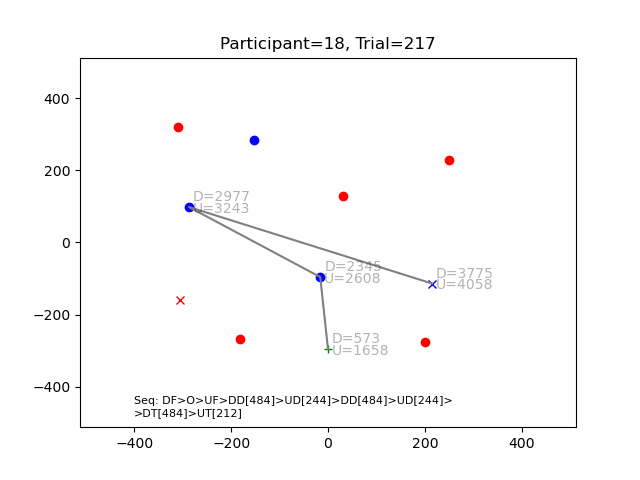 Participant=18, Trial=217
400
200
0
−200
−400
D=2977
U=3243
D=2345
U=2608
D=3775
U=4058
D=573
U=1658
Seq: DF>O>UF>DD[484]>UD[244]>DD[484]>UD[244]>
>DT[484]>UT[212]
−400 −200 0 200 400